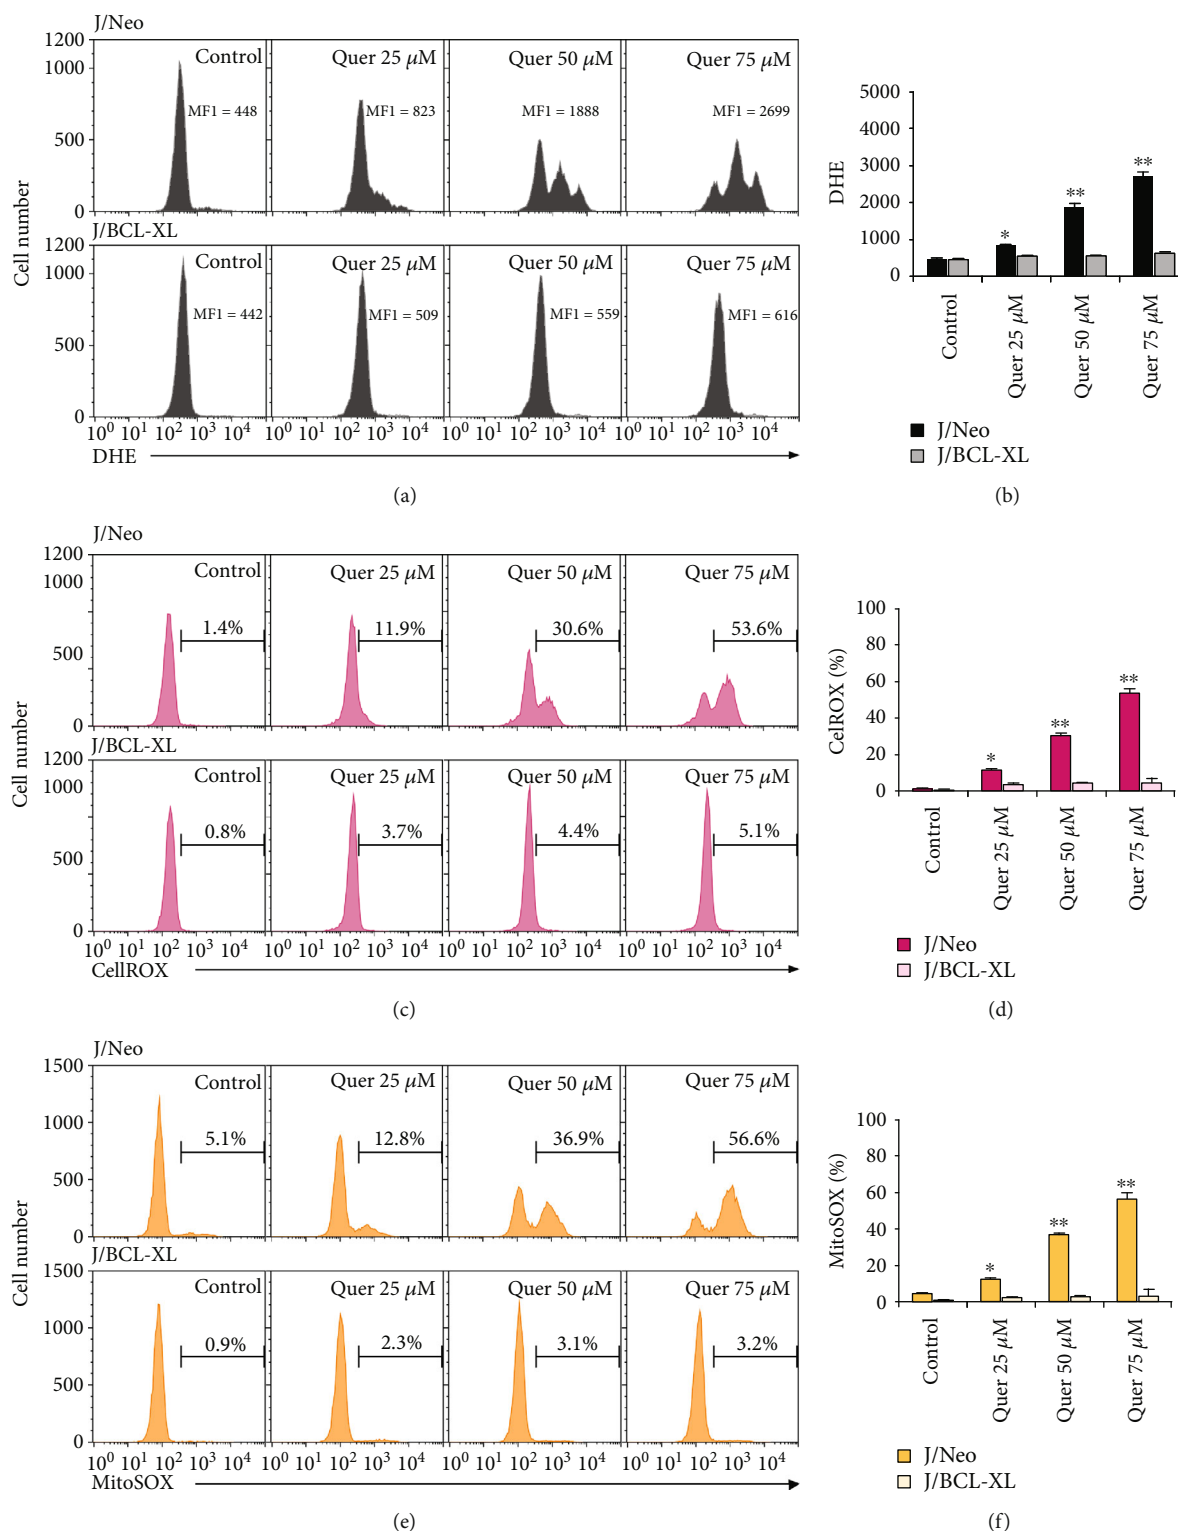 J/Neo
1200
1000
500
0
Control
Quer 25 μM
Quer 50 μM
Quer 75 μM
MF1 = 448
MF1 = 823
MF1 = 1888
MF1 = 2699
J/BCL-XL
1200
1000
500
0
Control
Quer 25 μM
Quer 50 μM
Quer 75 μM
MF1 = 442
MF1 = 509
MF1 = 559
MF1 = 616
Cell number
10⁰ 10¹ 10² 10³ 10⁴ 10⁰ 10¹ 10² 10³ 10⁴ 10⁰ 10¹ 10² 10³ 10⁴ 10⁰ 10¹ 10² 10³ 10⁴
DHE
(a)
DHE
5000
4000
3000
2000
1000
0
*
**
**
Control
Quer 25 μM
Quer 50 μM
Quer 75 μM
J/Neo
J/BCL-XL
(b)
J/Neo
1200
1000
500
0
Control
Quer 25 μM
Quer 50 μM
Quer 75 μM
1.4%
11.9%
30.6%
53.6%
J/BCL-XL
1200
1000
500
0
Control
Quer 25 μM
Quer 50 μM
Quer 75 μM
0.8%
3.7%
4.4%
5.1%
Cell number
10⁰ 10¹ 10² 10³ 10⁴ 10⁰ 10¹ 10² 10³ 10⁴ 10⁰ 10¹ 10² 10³ 10⁴ 10⁰ 10¹ 10² 10³ 10⁴
CellROX
(c)
CelROX (%)
100
80
60
40
20
0
*
**
**
Control
Quer 25 μM
Quer 50 μM
Quer 75 μM
J/Neo
J/BCL-XL
(d)
J/Neo
1500
1000
500
0
Control
Quer 25 μM
Quer 50 μM
Quer 75 μM
5.1%
12.8%
36.9%
56.6%
J/BCL-XL
1500
1000
500
0
Control
Quer 25 μM
Quer 50 μM
Quer 75 μM
0.9%
2.3%
3.1%
3.2%
Cell number
10⁰ 10¹ 10² 10³ 10⁴ 10⁰ 10¹ 10² 10³ 10⁴ 10⁰ 10¹ 10² 10³ 10⁴ 10⁰ 10¹ 10² 10³ 10⁴
MitoSOX
(e)
MitoSOX (%)
100
80
60
40
20
0
*
**
**
Control
Quer 25 μM
Quer 50 μM
Quer 75 μM
J/Neo
J/BCL-XL
(f)